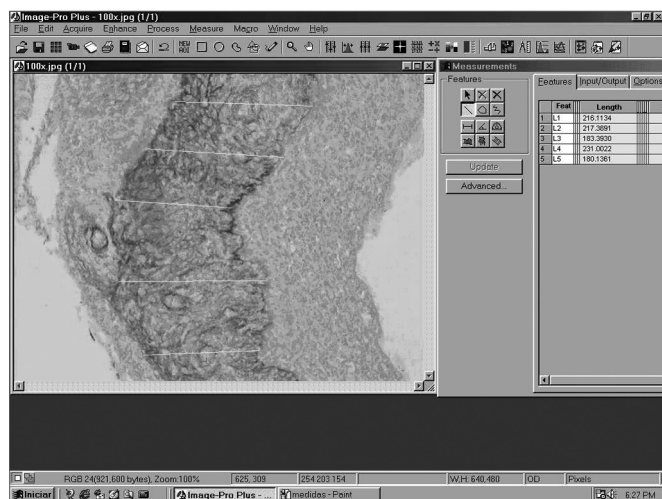 Image-Pro Plus - 100x.jpg (1/1)
File Edit Acquire Enhance Process Measure Macro Window Help
NEW AOI
100x.jpg (1/1)
Measurements
Features
Features Input/Output Options
Feat Length
1 L1 216.1134
2 L2 217.3891
3 L3 183.3930
4 L4 231.0022
5 L5 180.1361
Update
Advanced...
RGB 24(921,600 bytes), Zoom:100% 625, 309 254 203 154 W,H: 640,480 OD Pixels
Iniciar Image-Pro Plus - ... medidas - Paint 6:27 PM